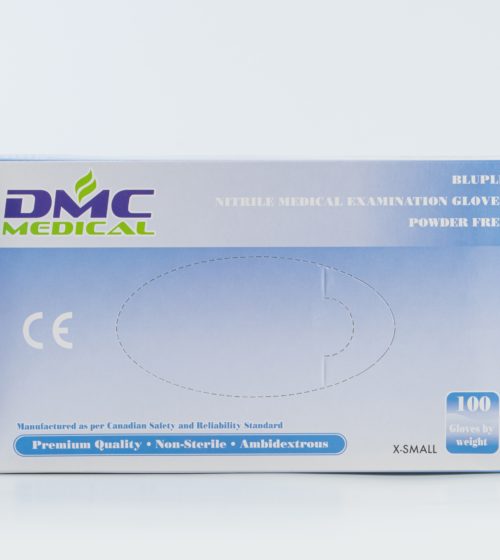 DMC
MEDICAL
BLUPL
NITRILE MEDICAL EXAMINATION GLOVE
POWDER FRE
CE
Manufactured as per Canadian Safety and Reliability Standard
Premium Quality • Non-Sterile • Ambidextrous
X-SMALL
100
Gloves by
weight